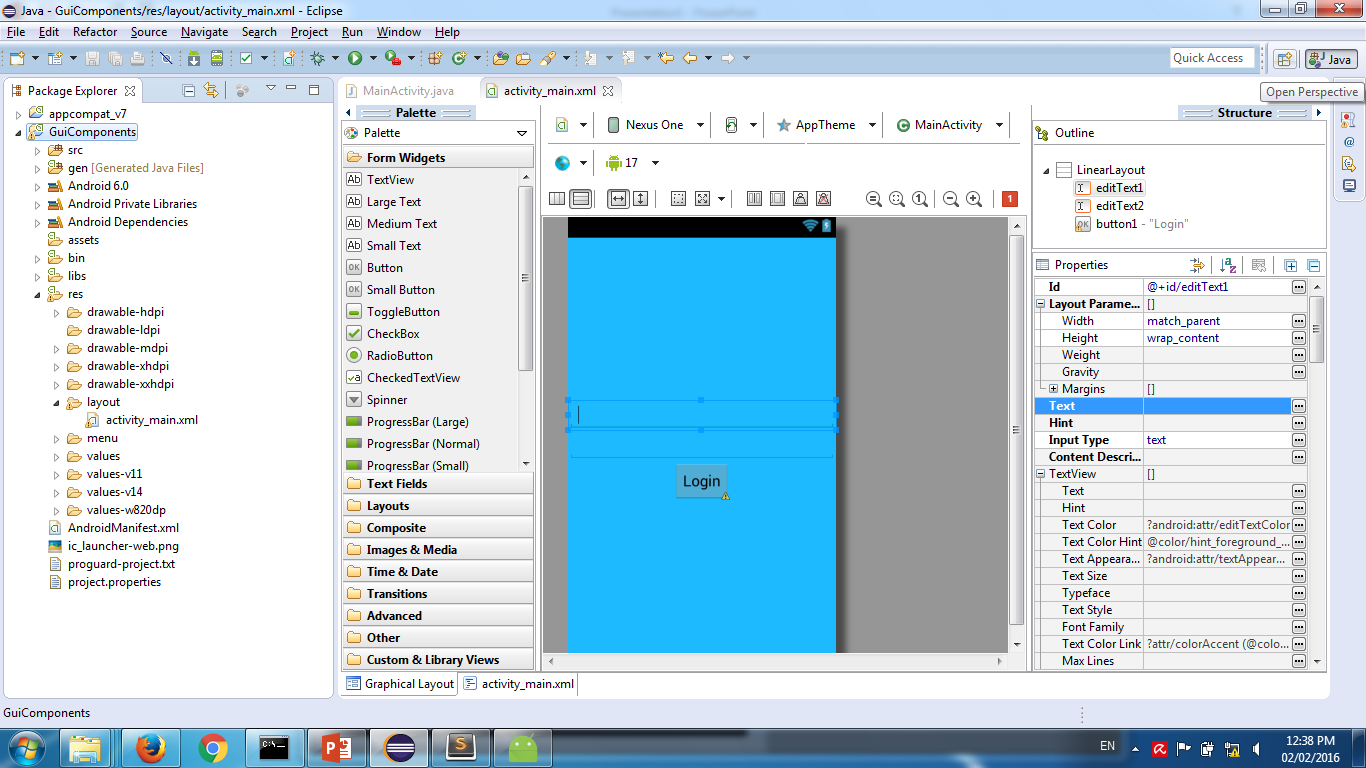 Java - GuiComponents/res/layout/activity_main.xml - Eclipse
File Edit Refactor Source Navigate Search Project Run Window Help
Quick Access
Java
Open Perspective
Package Explorer
appcompat_v7
GuiComponents
src
gen [Generated Java Files]
Android 6.0
Android Private Libraries
Android Dependencies
assets
bin
libs
res
drawable-hdpi
drawable-ldpi
drawable-mdpi
drawable-xhdpi
drawable-xxhdpi
layout
activity_main.xml
menu
values
values-v11
values-v14
values-w820dp
AndroidManifest.xml
ic_launcher-web.png
proguard-project.txt
project.properties
MainActivity.java
activity_main.xml
Palette
Palette
Form Widgets
Ab TextView
Ab Large Text
Ab Medium Text
Ab Small Text
OK Button
OK Small Button
ToggleButton
CheckBox
RadioButton
a CheckedTextView
Spinner
ProgressBar (Large)
ProgressBar (Normal)
ProgressBar (Small)
Text Fields
Layouts
Composite
Images & Media
Time & Date
Transitions
Advanced
Other
Custom & Library Views
Nexus One
AppTheme
C MainActivity
17
1
1
Login
Graphical Layout
activity_main.xml
Structure
Outline
LinearLayout
editText1
editText2
OK button1 - "Login"
Properties
Id @+id/editText1
Layout Parame... []
Width match_parent
Height wrap_content
Weight
Gravity
Margins []
Text
Hint
Input Type text
Content Descri...
TextView []
Text
Hint
Text Color ?android:attr/editTextColor
Text Color Hint @color/hint_foreground_...
Text Appeara... ?android:attr/textAppear...
Text Size
Typeface
Text Style
Font Family
Text Color Link ?attr/colorAccent (@colo...
Max Lines
GuiComponents
EN
12:38 PM
02/02/2016